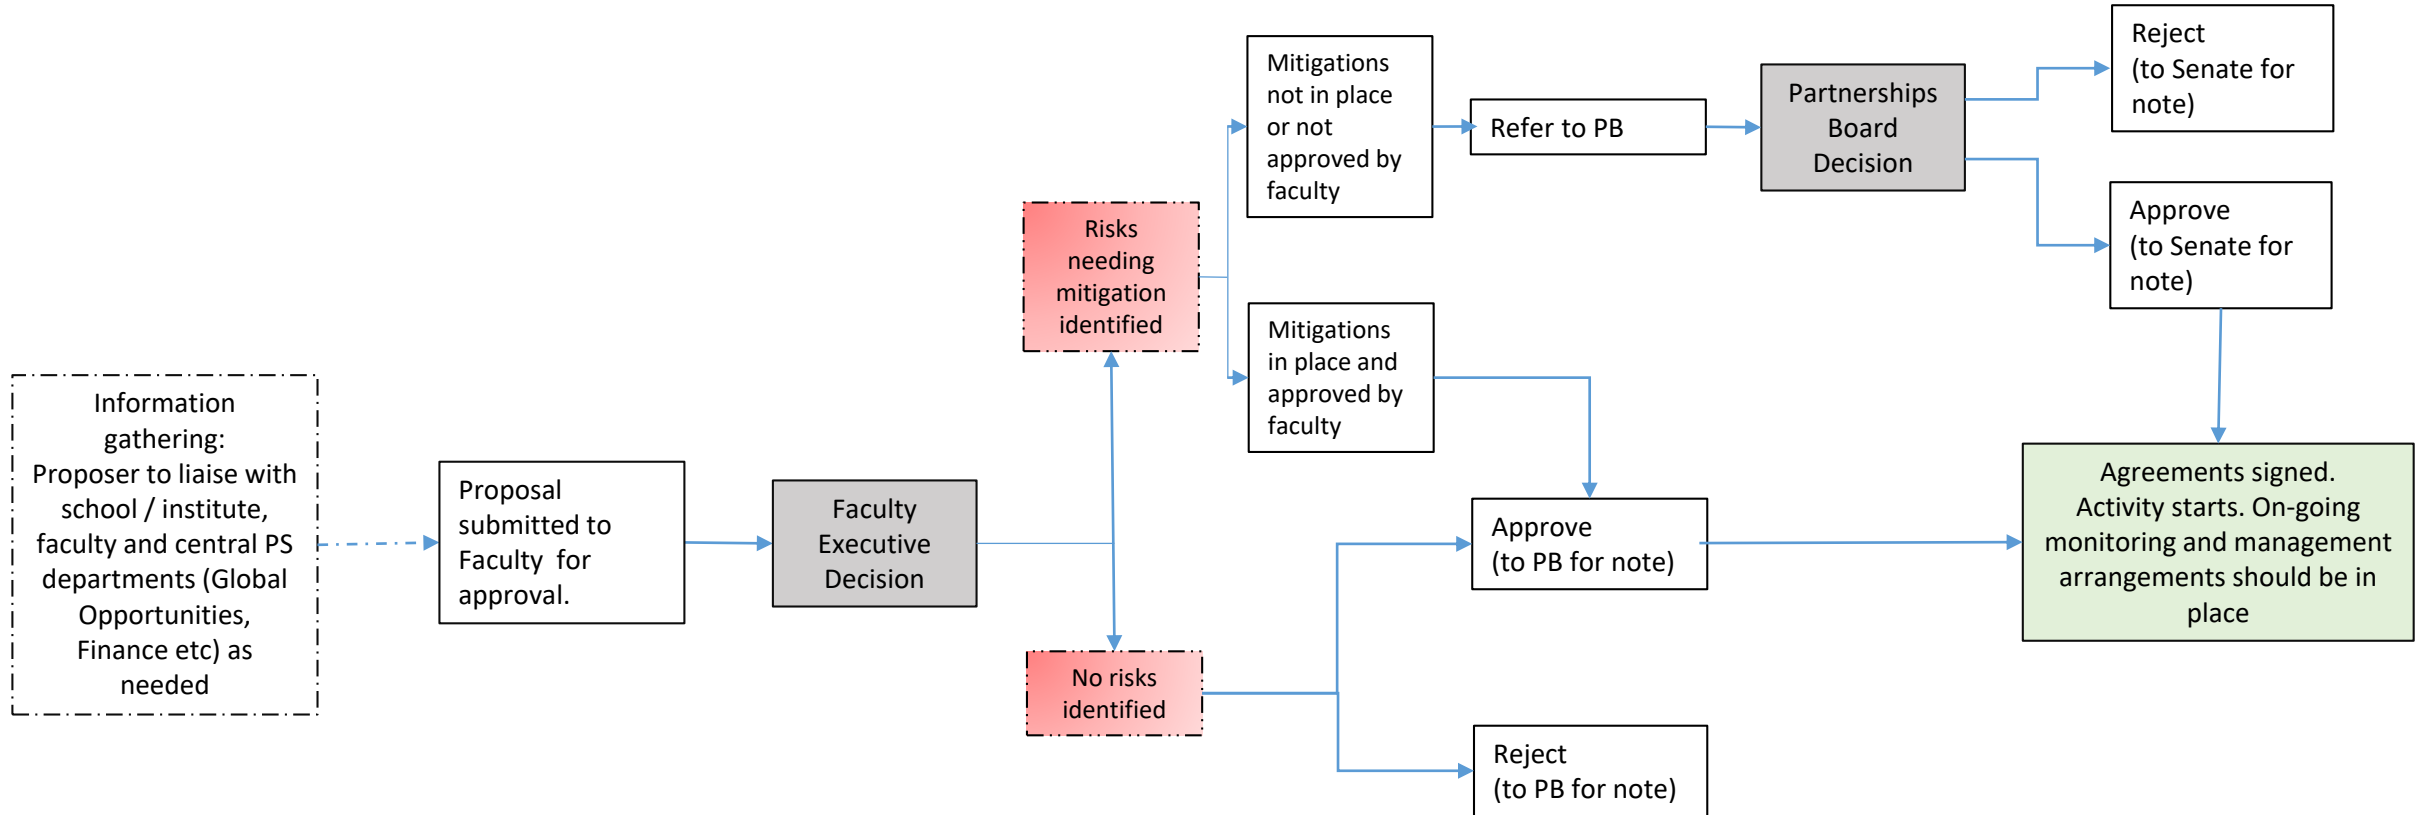 Information
gathering:
Proposer to liaise with
school / institute,
faculty and central PS
departments (Global
Opportunities,
Finance etc) as
needed
Proposal
submitted to
Faculty  for
approval.
Faculty
Executive
Decision
Risks
needing
mitigation
identified
No risks
identified
Mitigations
not in place
or not
approved by
faculty
Mitigations
in place and
approved by
faculty
Refer to PB
Approve
(to PB for note)
Reject
(to PB for note)
Partnerships
Board
Decision
Reject
(to Senate for
note)
Approve
(to Senate for
note)
Agreements signed.
Activity starts. On-going
monitoring and management
arrangements should be in
place